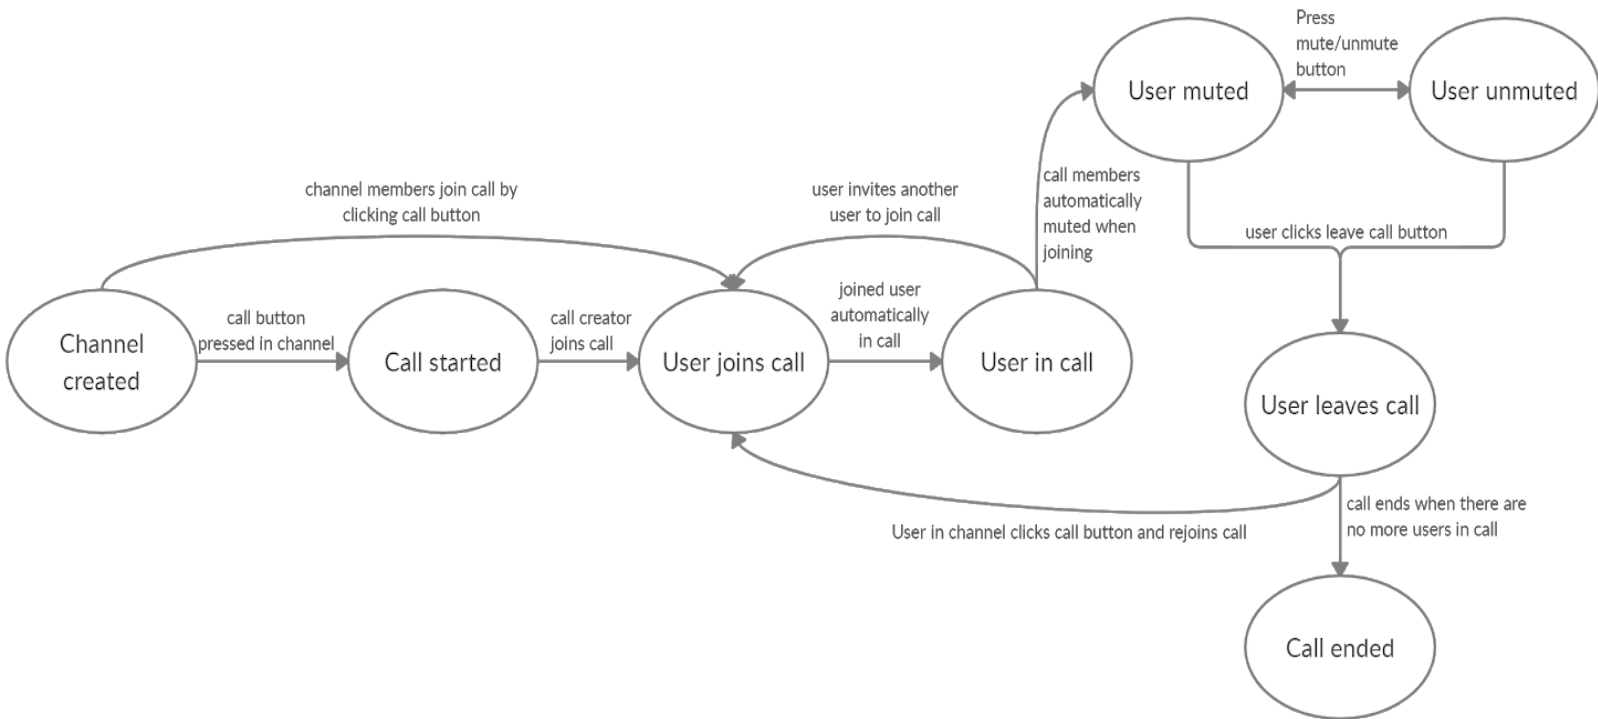 Press
mute/unmute
button
User muted
User unmuted
channel members join call by
clicking call button
user invites another
user to join call
call members
automatically
muted when
joining
user clicks leave call button
Channel
created
call button
pressed in channel
Call started
call creator
joins call
User joins call
joined user
automatically
in call
User in call
User leaves call
User in channel clicks call button and rejoins call
call ends when there are
no more users in call
Call ended